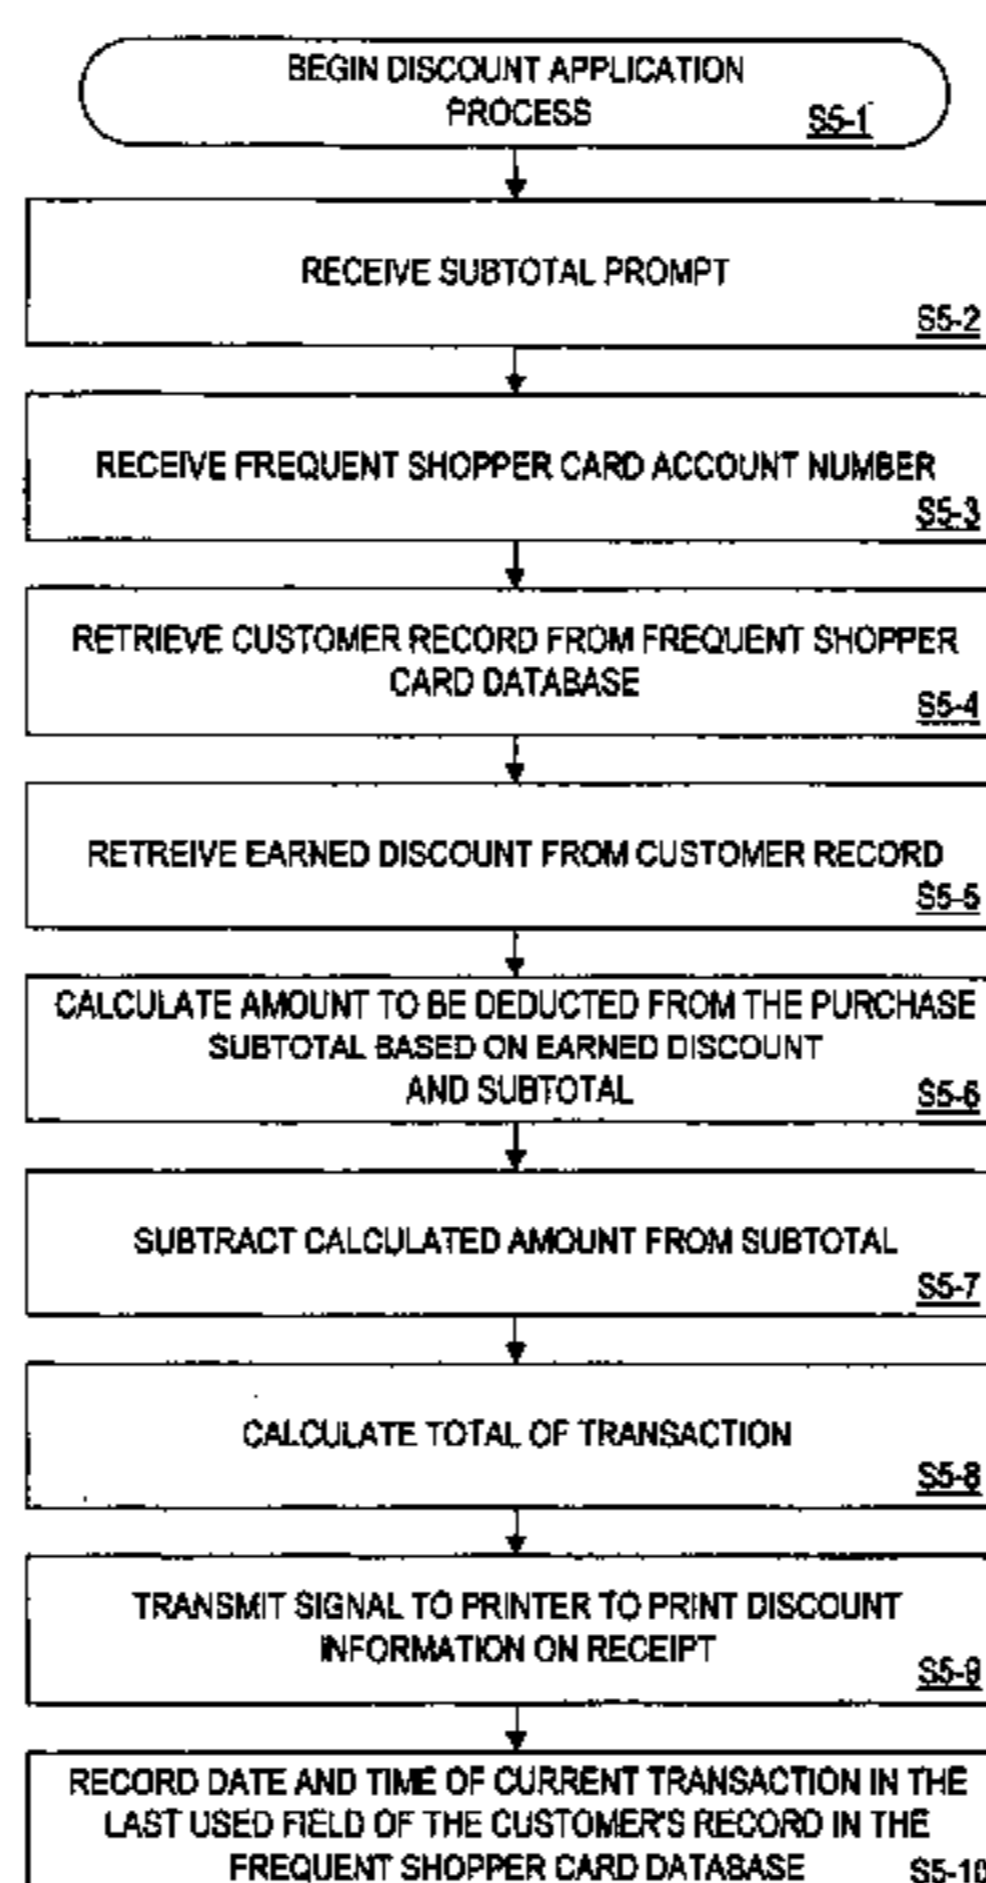 BEGIN DISCOUNT APPLICATION
PROCESS
S5-1
RECEIVE SUBTOTAL PROMPT
S5-2
RECEIVE FREQUENT SHOPPER CARD ACCOUNT NUMBER
S5-3
RETRIEVE CUSTOMER RECORD FROM FREQUENT SHOPPER
CARD DATABASE
S5-4
RETREIVE EARNED DISCOUNT FROM CUSTOMER RECORD
S5-5
CALCULATE AMOUNT TO BE DEDUCTED FROM THE PURCHASE
SUBTOTAL BASED ON EARNED DISCOUNT
AND SUBTOTAL
S5-6
SUBTRACT CALCULATED AMOUNT FROM SUBTOTAL
S5-7
CALCULATE TOTAL OF TRANSACTION
S5-8
TRANSMIT SIGNAL TO PRINTER TO PRINT DISCOUNT
INFORMATION ON RECEIPT
S5-9
RECORD DATE AND TIME OF CURRENT TRANSACTION IN THE
LAST USED FIELD OF THE CUSTOMER'S RECORD IN THE
FREQUENT SHOPPER CARD DATABASE
S5-10